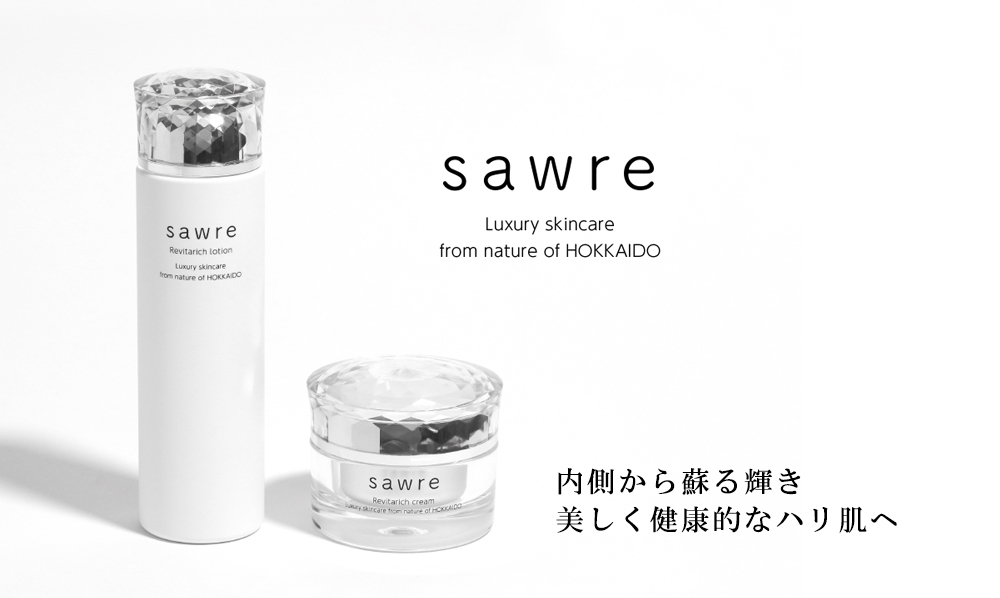 sawre
Luxury skincare
from nature of HOKKAIDO
sawre
Revitarich lotion
Luxury skincare
from nature of HOKKAIDO
sawre
Revitarich cream
Luxury skincare from nature of HOKKAIDO
内側から蘇る輝き
美しく健康的なハリ肌へ